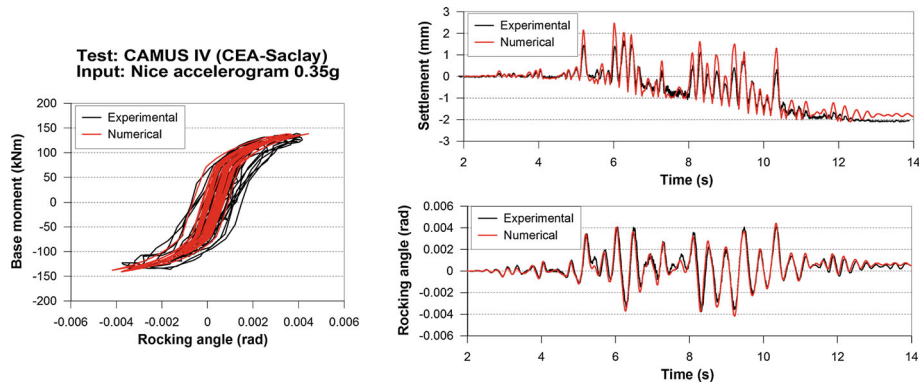 Test: CAMUS IV (CEA-Saclay)
Input: Nice accelerogram 0.35g
Base moment (kNm)
200
150
100
50
0
-50
-100
-150
-200
Experimental
Numerical
-0.006 -0.004 -0.002 0 0.002 0.004 0.006
Rocking angle (rad)
Settlement (mm)
3
2
1
0
-1
-2
-3
Experimental
Numerical
2 4 6 8 10 12 14
Time (s)
Rocking angle (rad)
0.006
0.004
0.002
0
-0.002
-0.004
-0.006
Experimental
Numerical
2 4 6 8 10 12 14
Time (s)